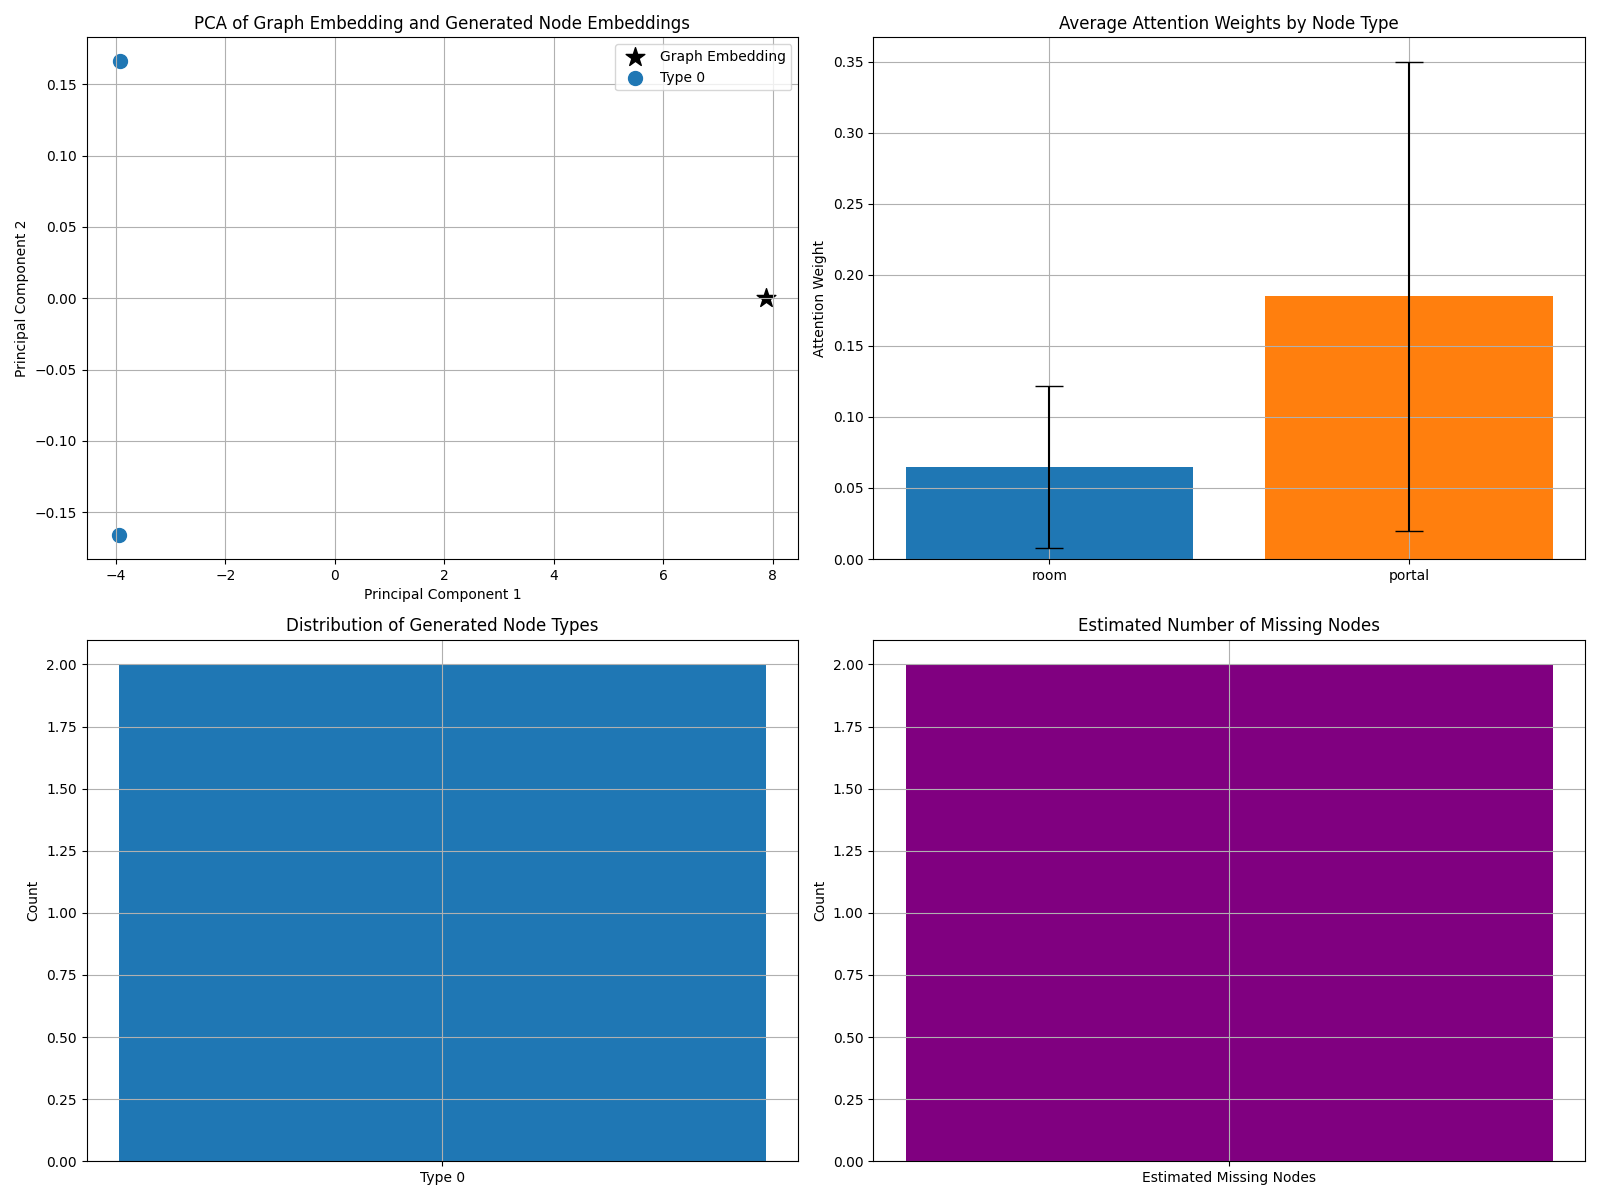 PCA of Graph Embedding and Generated Node Embeddings
Graph Embedding
Type 0
0.15
0.10
0.05
0.00
−0.05
−0.10
−0.15
Principal Component 2
−4
−2
0
2
4
6
8
Principal Component 1
Average Attention Weights by Node Type
0.35
0.30
0.25
0.20
0.15
0.10
0.05
0.00
Attention Weight
room
portal
Distribution of Generated Node Types
2.00
1.75
1.50
1.25
1.00
0.75
0.50
0.25
0.00
Count
Type 0
Estimated Number of Missing Nodes
2.00
1.75
1.50
1.25
1.00
0.75
0.50
0.25
0.00
Count
Estimated Missing Nodes